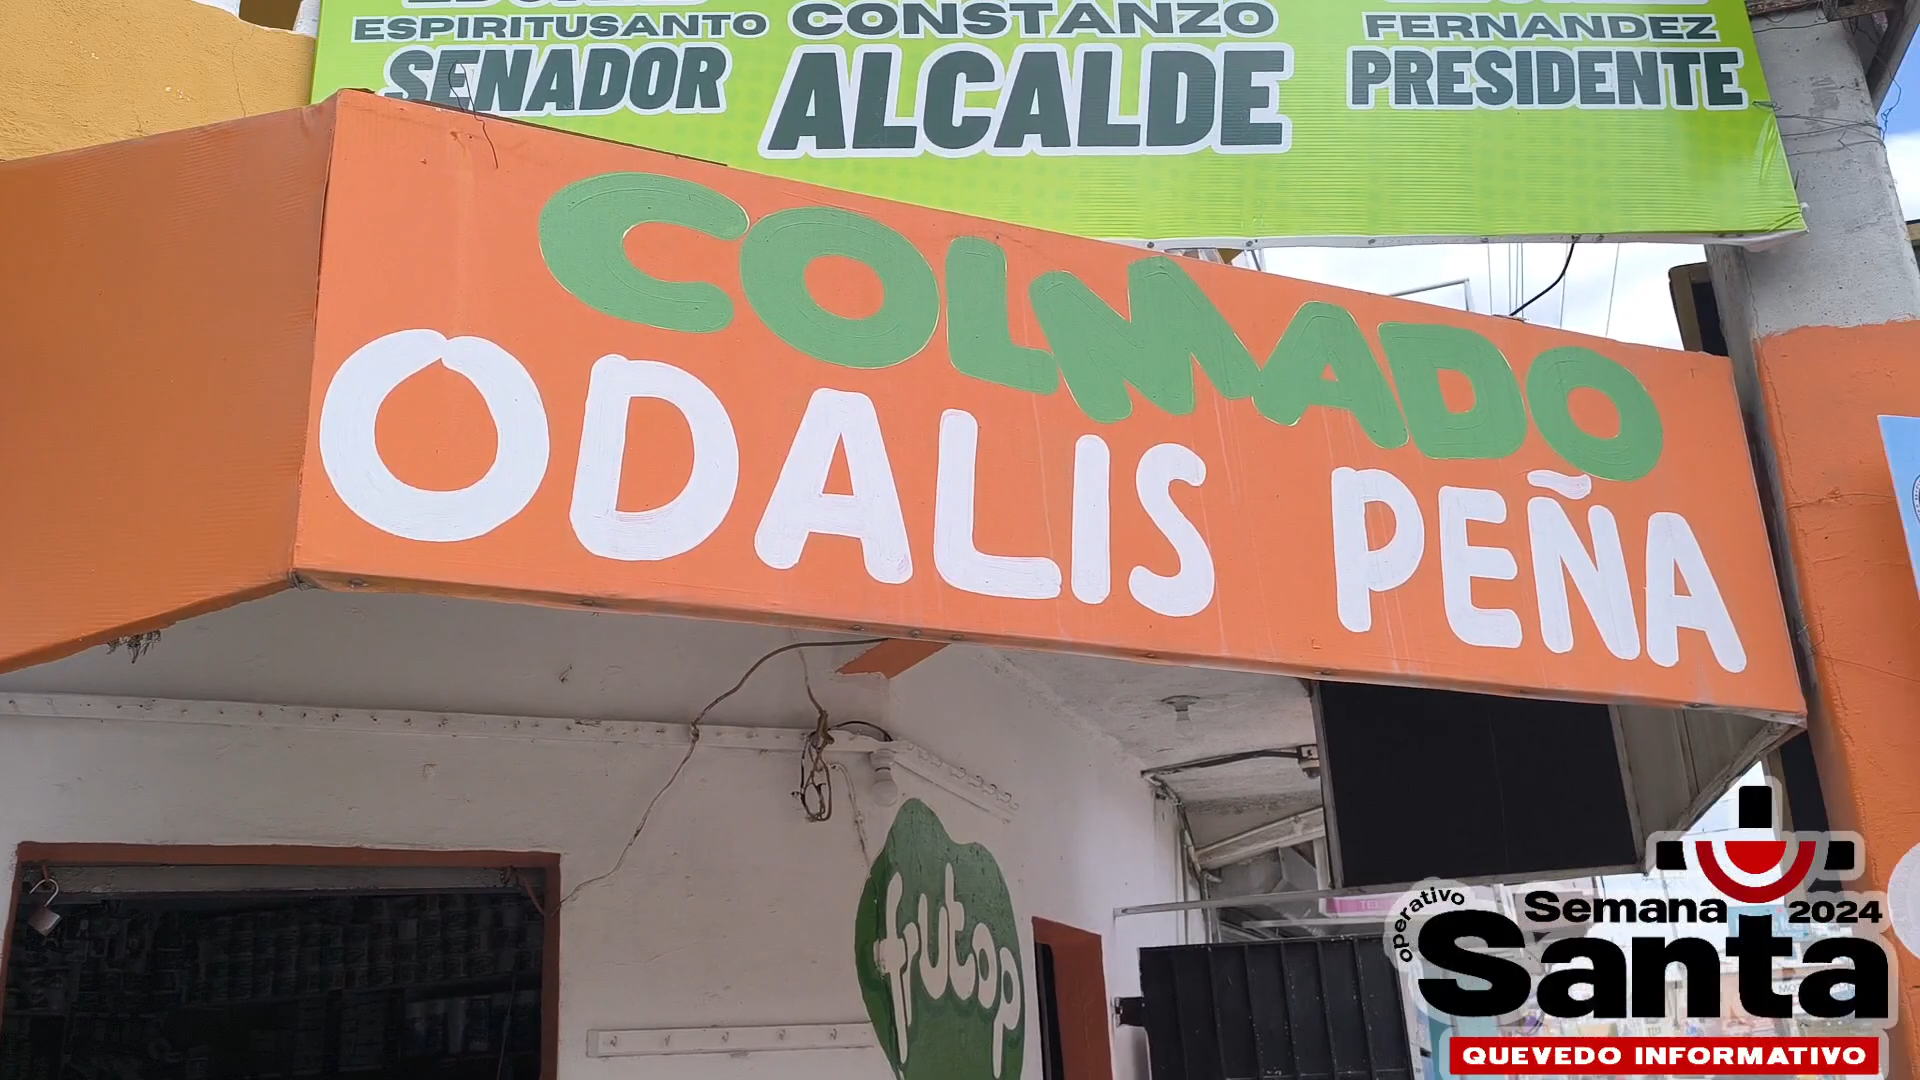 ESPIRITUSANTO
SENADOR
CONSTANZO
ALCALDE
FERNANDEZ
PRESIDENTE
COLMADO
ODALIS PEÑA
frutop
operativo
Semana 2024
Santa
QUEVEDO INFORMATIVO